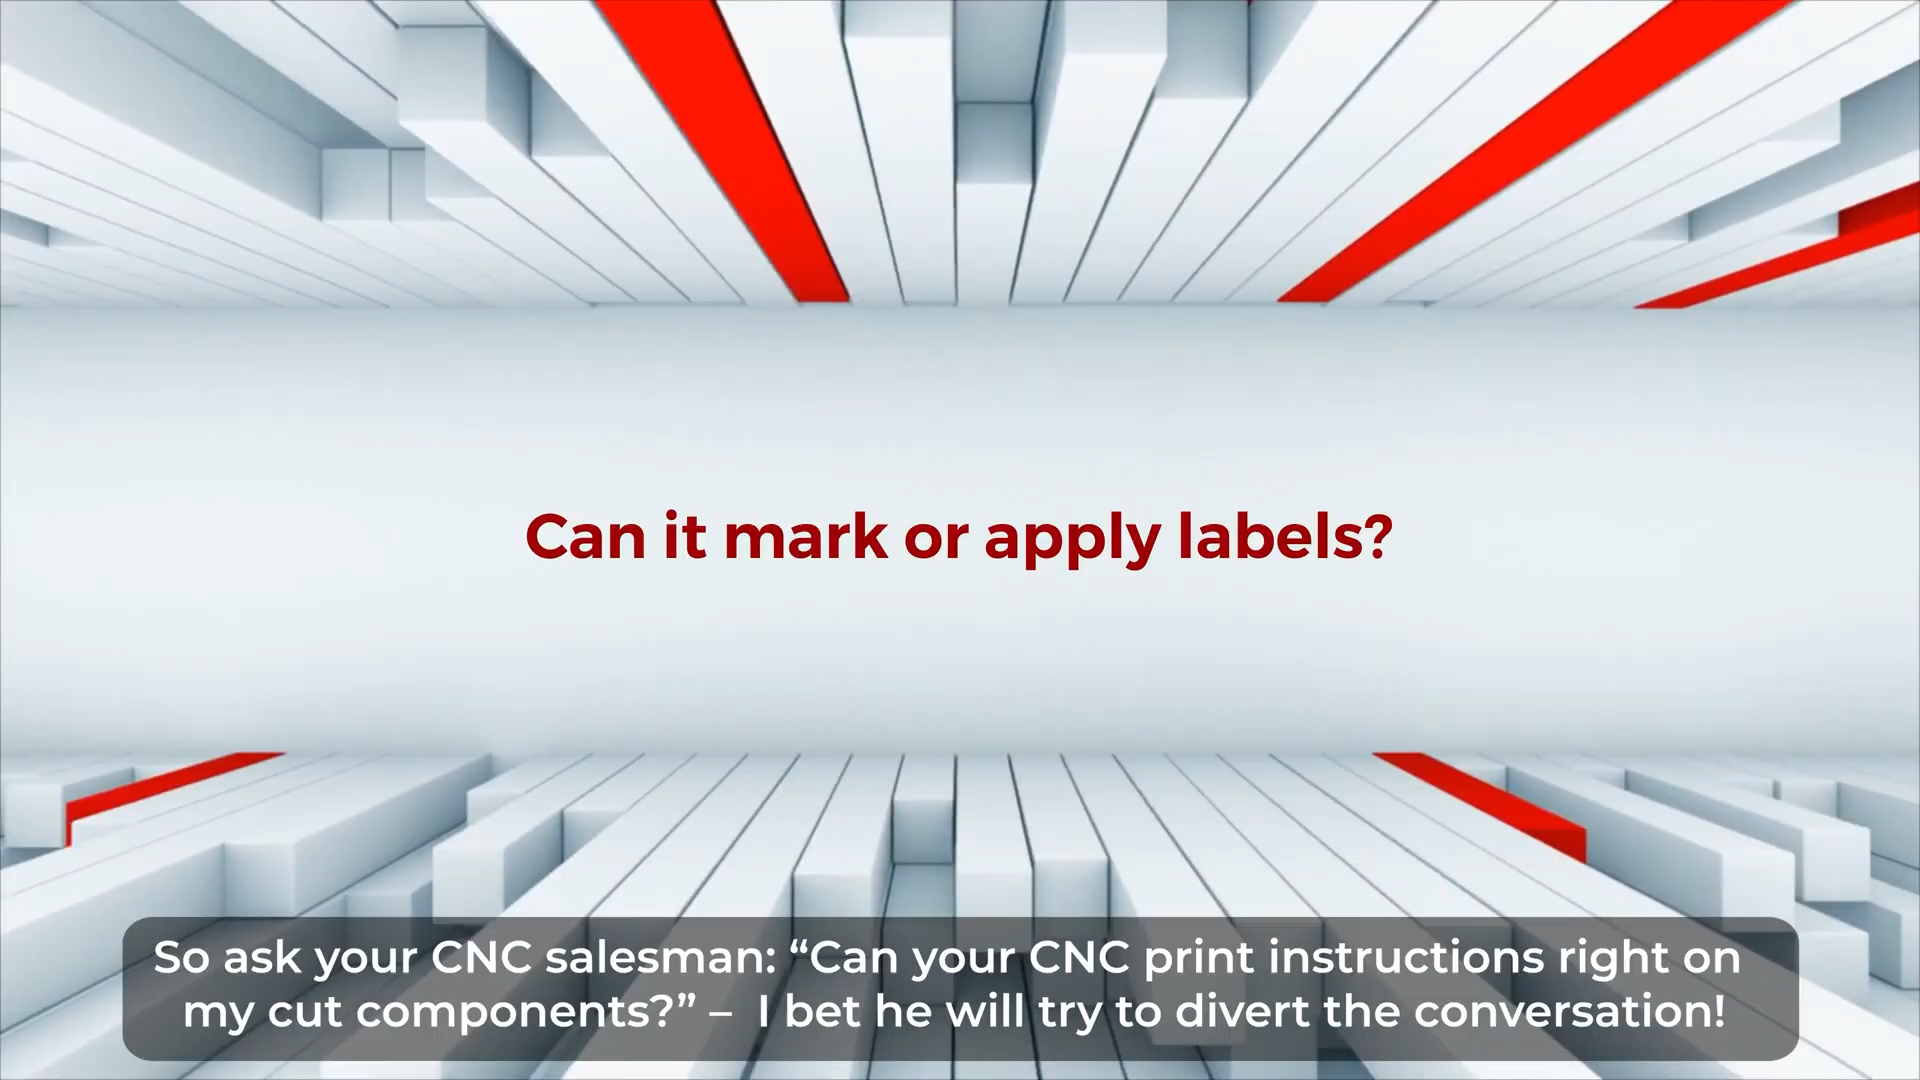 Can it mark or apply labels?
So ask your CNC salesman: “Can your CNC print instructions right on
my cut components?” – I bet he will try to divert the conversation!